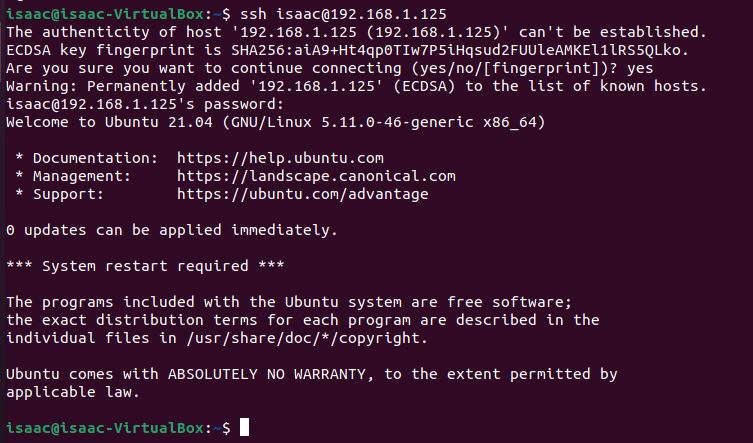 isaac@isaac-VirtualBox:~$ ssh isaac@192.168.1.125
The authenticity of host '192.168.1.125 (192.168.1.125)' can't be established.
ECDSA key fingerprint is SHA256:aiA9+Ht4qp0TIw7P5iHqsud2FUUleAMKEl1lRS5QLko.
Are you sure you want to continue connecting (yes/no/[fingerprint])? yes
Warning: Permanently added '192.168.1.125' (ECDSA) to the list of known hosts.
isaac@192.168.1.125's password:
Welcome to Ubuntu 21.04 (GNU/Linux 5.11.0-46-generic x86_64)
* Documentation:  https://help.ubuntu.com
* Management:     https://landscape.canonical.com
* Support:        https://ubuntu.com/advantage
0 updates can be applied immediately.
*** System restart required ***
The programs included with the Ubuntu system are free software;
the exact distribution terms for each program are described in the
individual files in /usr/share/doc/*/copyright.
Ubuntu comes with ABSOLUTELY NO WARRANTY, to the extent permitted by
applicable law.
isaac@isaac-VirtualBox:~$